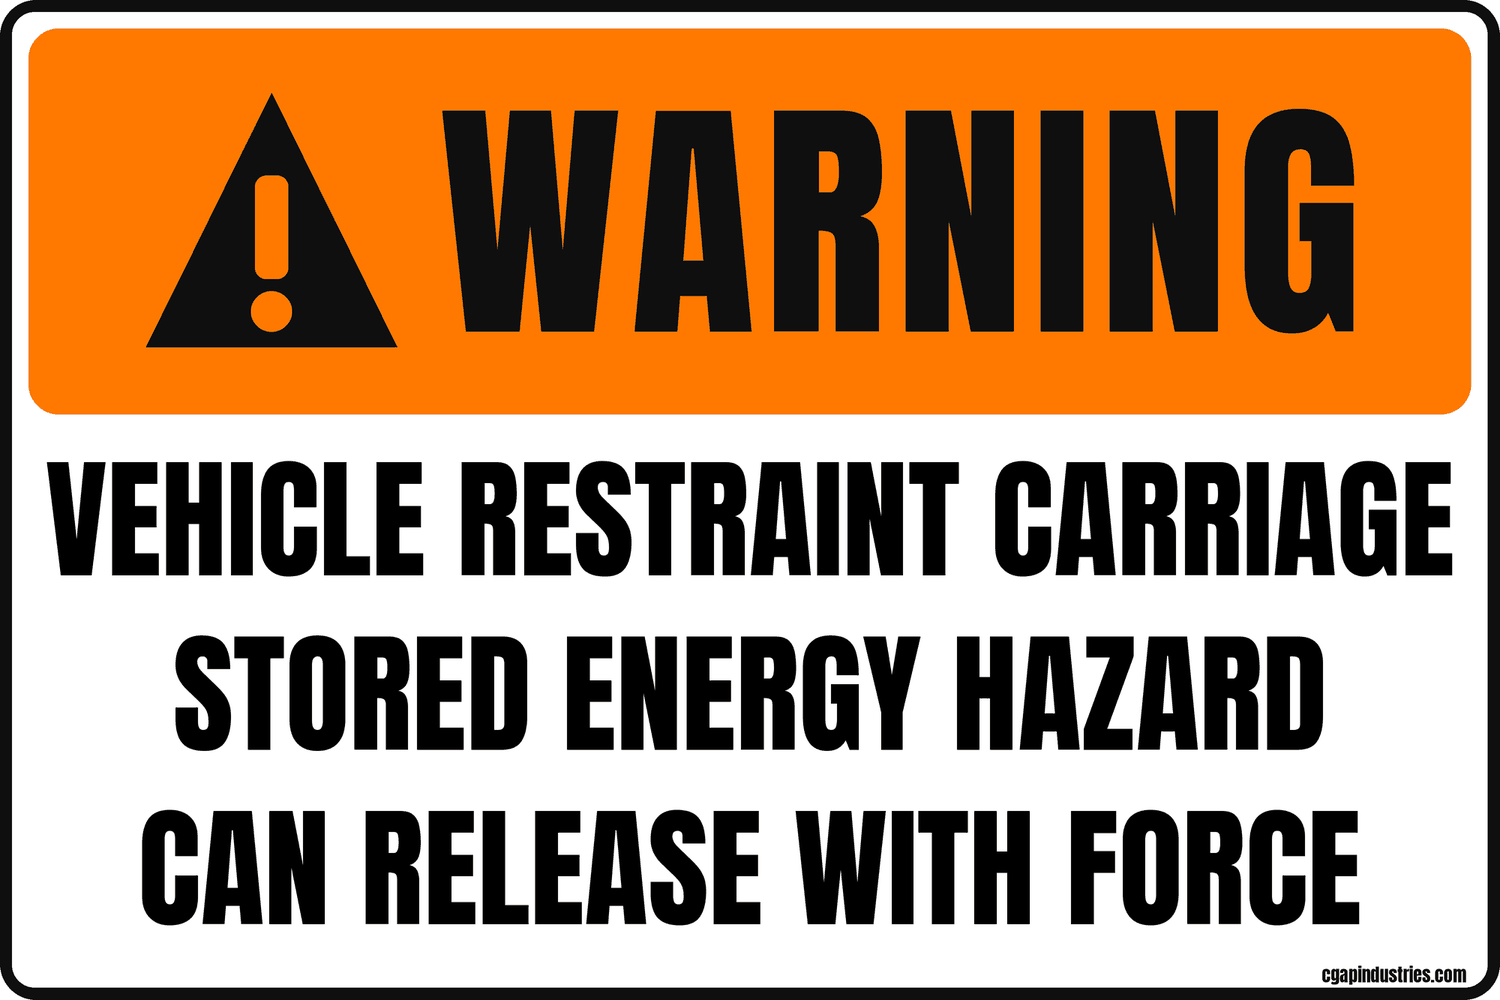 WARNING
VEHICLE RESTRAINT CARRIAGE
STORED ENERGY HAZARD
CAN RELEASE WITH FORCE
cgapindustries.com